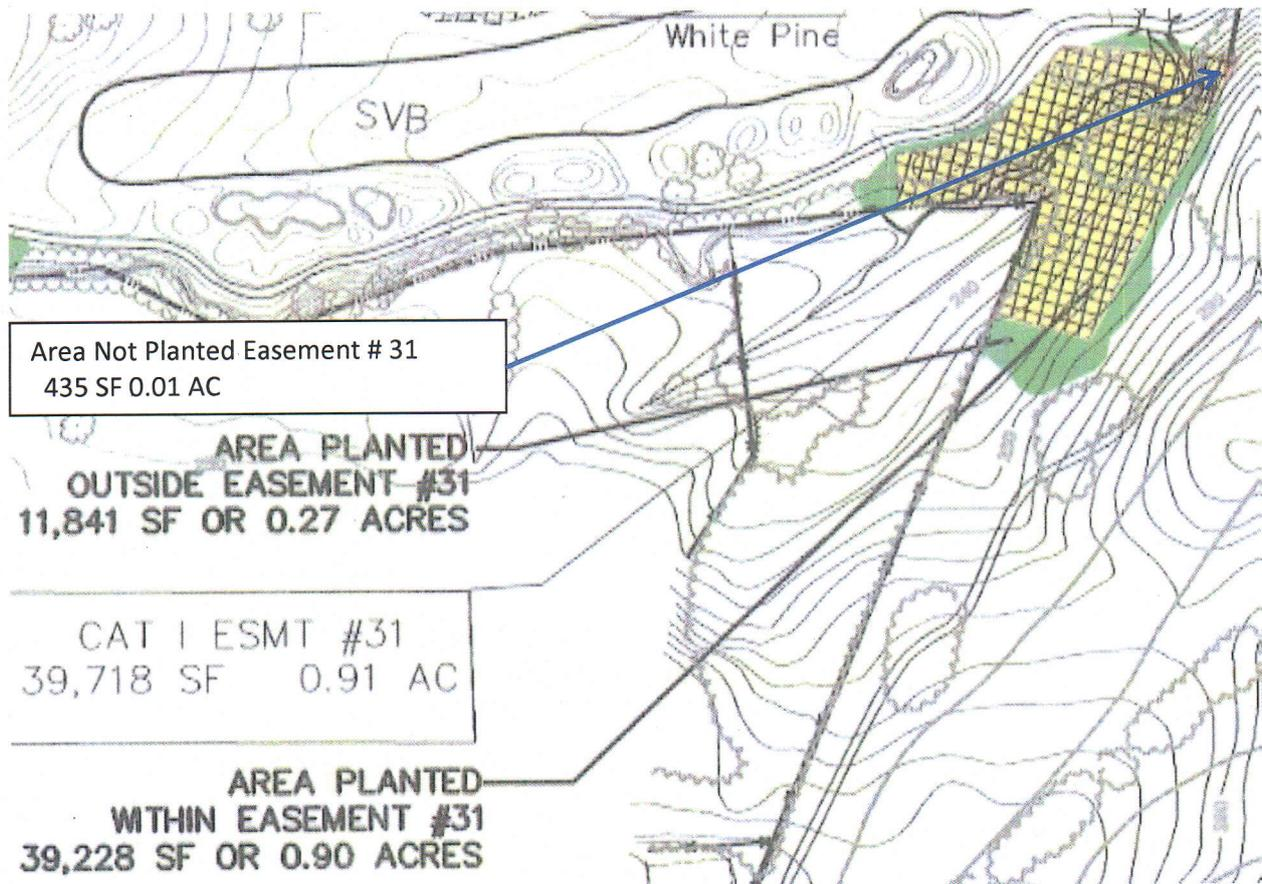 White Pine
SVB
240
Area Not Planted Easement # 31
435 SF 0.01 AC
AREA PLANTED
OUTSIDE EASEMENT #31
11,841 SF OR 0.27 ACRES
CAT I ESMT #31
39,718 SF 0.91 AC
AREA PLANTED
WITHIN EASEMENT #31
39,228 SF OR 0.90 ACRES